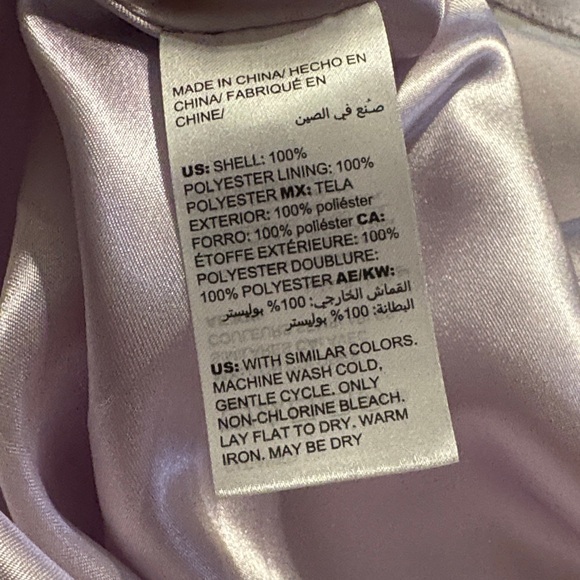 MADE IN CHINA/ HECHO EN
CHINA/ FABRIQUÉ EN
CHINE/
صُنع في الصين
US: SHELL: 100%
POLYESTER LINING: 100%
POLYESTER MX: TELA
EXTERIOR: 100% poliéster
FORRO: 100% poliéster CA:
ÉTOFFE EXTÉRIEURE: 100%
POLYESTER DOUBLURE:
100% POLYESTER AE/KW:
القماش الخارجي: 100% بوليستر
البطانة: 100% بوليستر
US: WITH SIMILAR COLORS.
MACHINE WASH COLD,
GENTLE CYCLE. ONLY
NON-CHLORINE BLEACH.
LAY FLAT TO DRY. WARM
IRON. MAY BE DRY